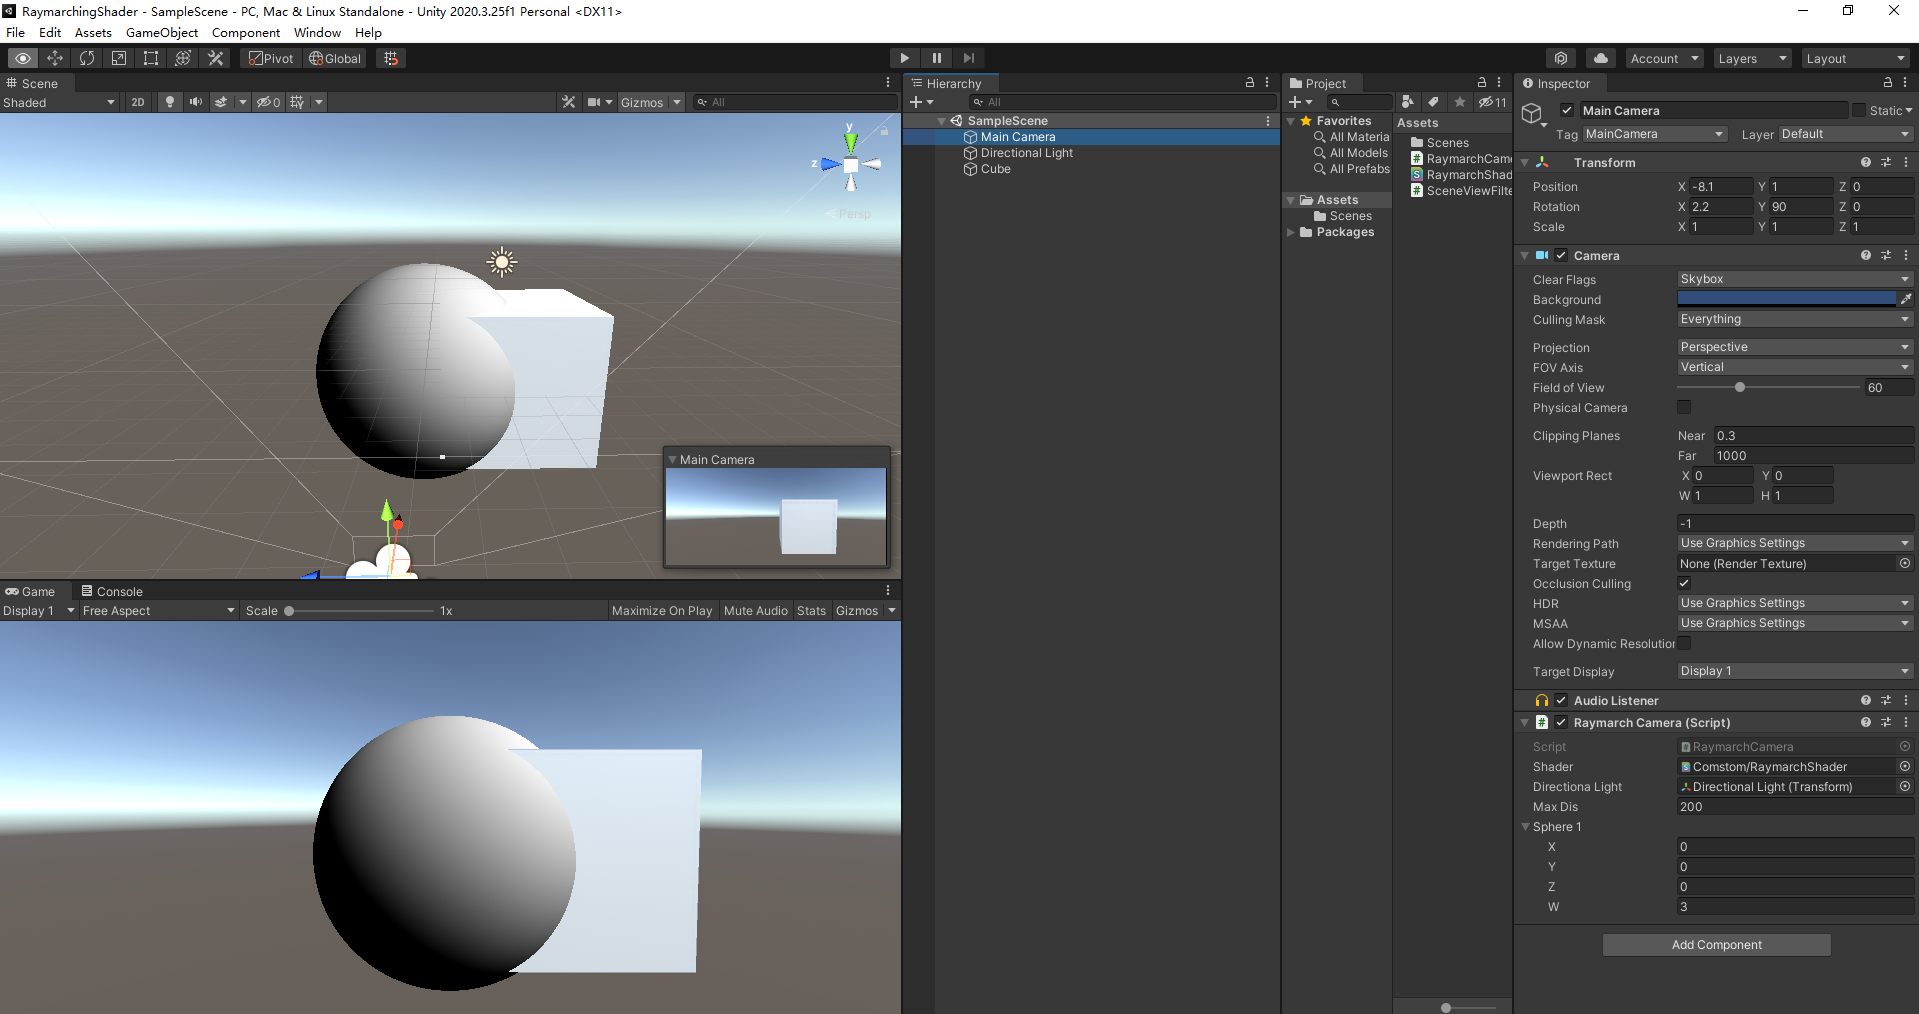 RaymarchingShader - SampleScene - PC, Mac & Linux Standalone - Unity 2020.3.25f1 Personal <DX11>
File Edit Assets GameObject Component Window Help
Pivot Global Account Layers Layout
Scene
Shaded 2D 0 Gizmos All
y
z
Persp
Main Camera
Game Console
Display 1 Free Aspect Scale 1x Maximize On Play Mute Audio Stats Gizmos
Hierarchy
All
SampleScene
Main Camera
Directional Light
Cube
Project
11
Favorites
All Materia
All Models
All Prefabs
Assets
Scenes
Packages
Assets
Scenes
RaymarchCam
RaymarchShad
SceneViewFilte
Inspector
Main Camera Static
Tag MainCamera Layer Default
Transform
Position X -8.1 Y 1 Z 0
Rotation X 2.2 Y 90 Z 0
Scale X 1 Y 1 Z 1
Camera
Clear Flags Skybox
Background
Culling Mask Everything
Projection Perspective
FOV Axis Vertical
Field of View 60
Physical Camera
Clipping Planes Near 0.3
Far 1000
Viewport Rect X 0 Y 0
W 1 H 1
Depth -1
Rendering Path Use Graphics Settings
Target Texture None (Render Texture)
Occlusion Culling
HDR Use Graphics Settings
MSAA Use Graphics Settings
Allow Dynamic Resolution
Target Display Display 1
Audio Listener
# Raymarch Camera (Script)
Script RaymarchCamera
Shader Comstom/RaymarchShader
Directiona Light Directional Light (Transform)
Max Dis 200
Sphere 1
X 0
Y 0
Z 0
W 3
Add Component